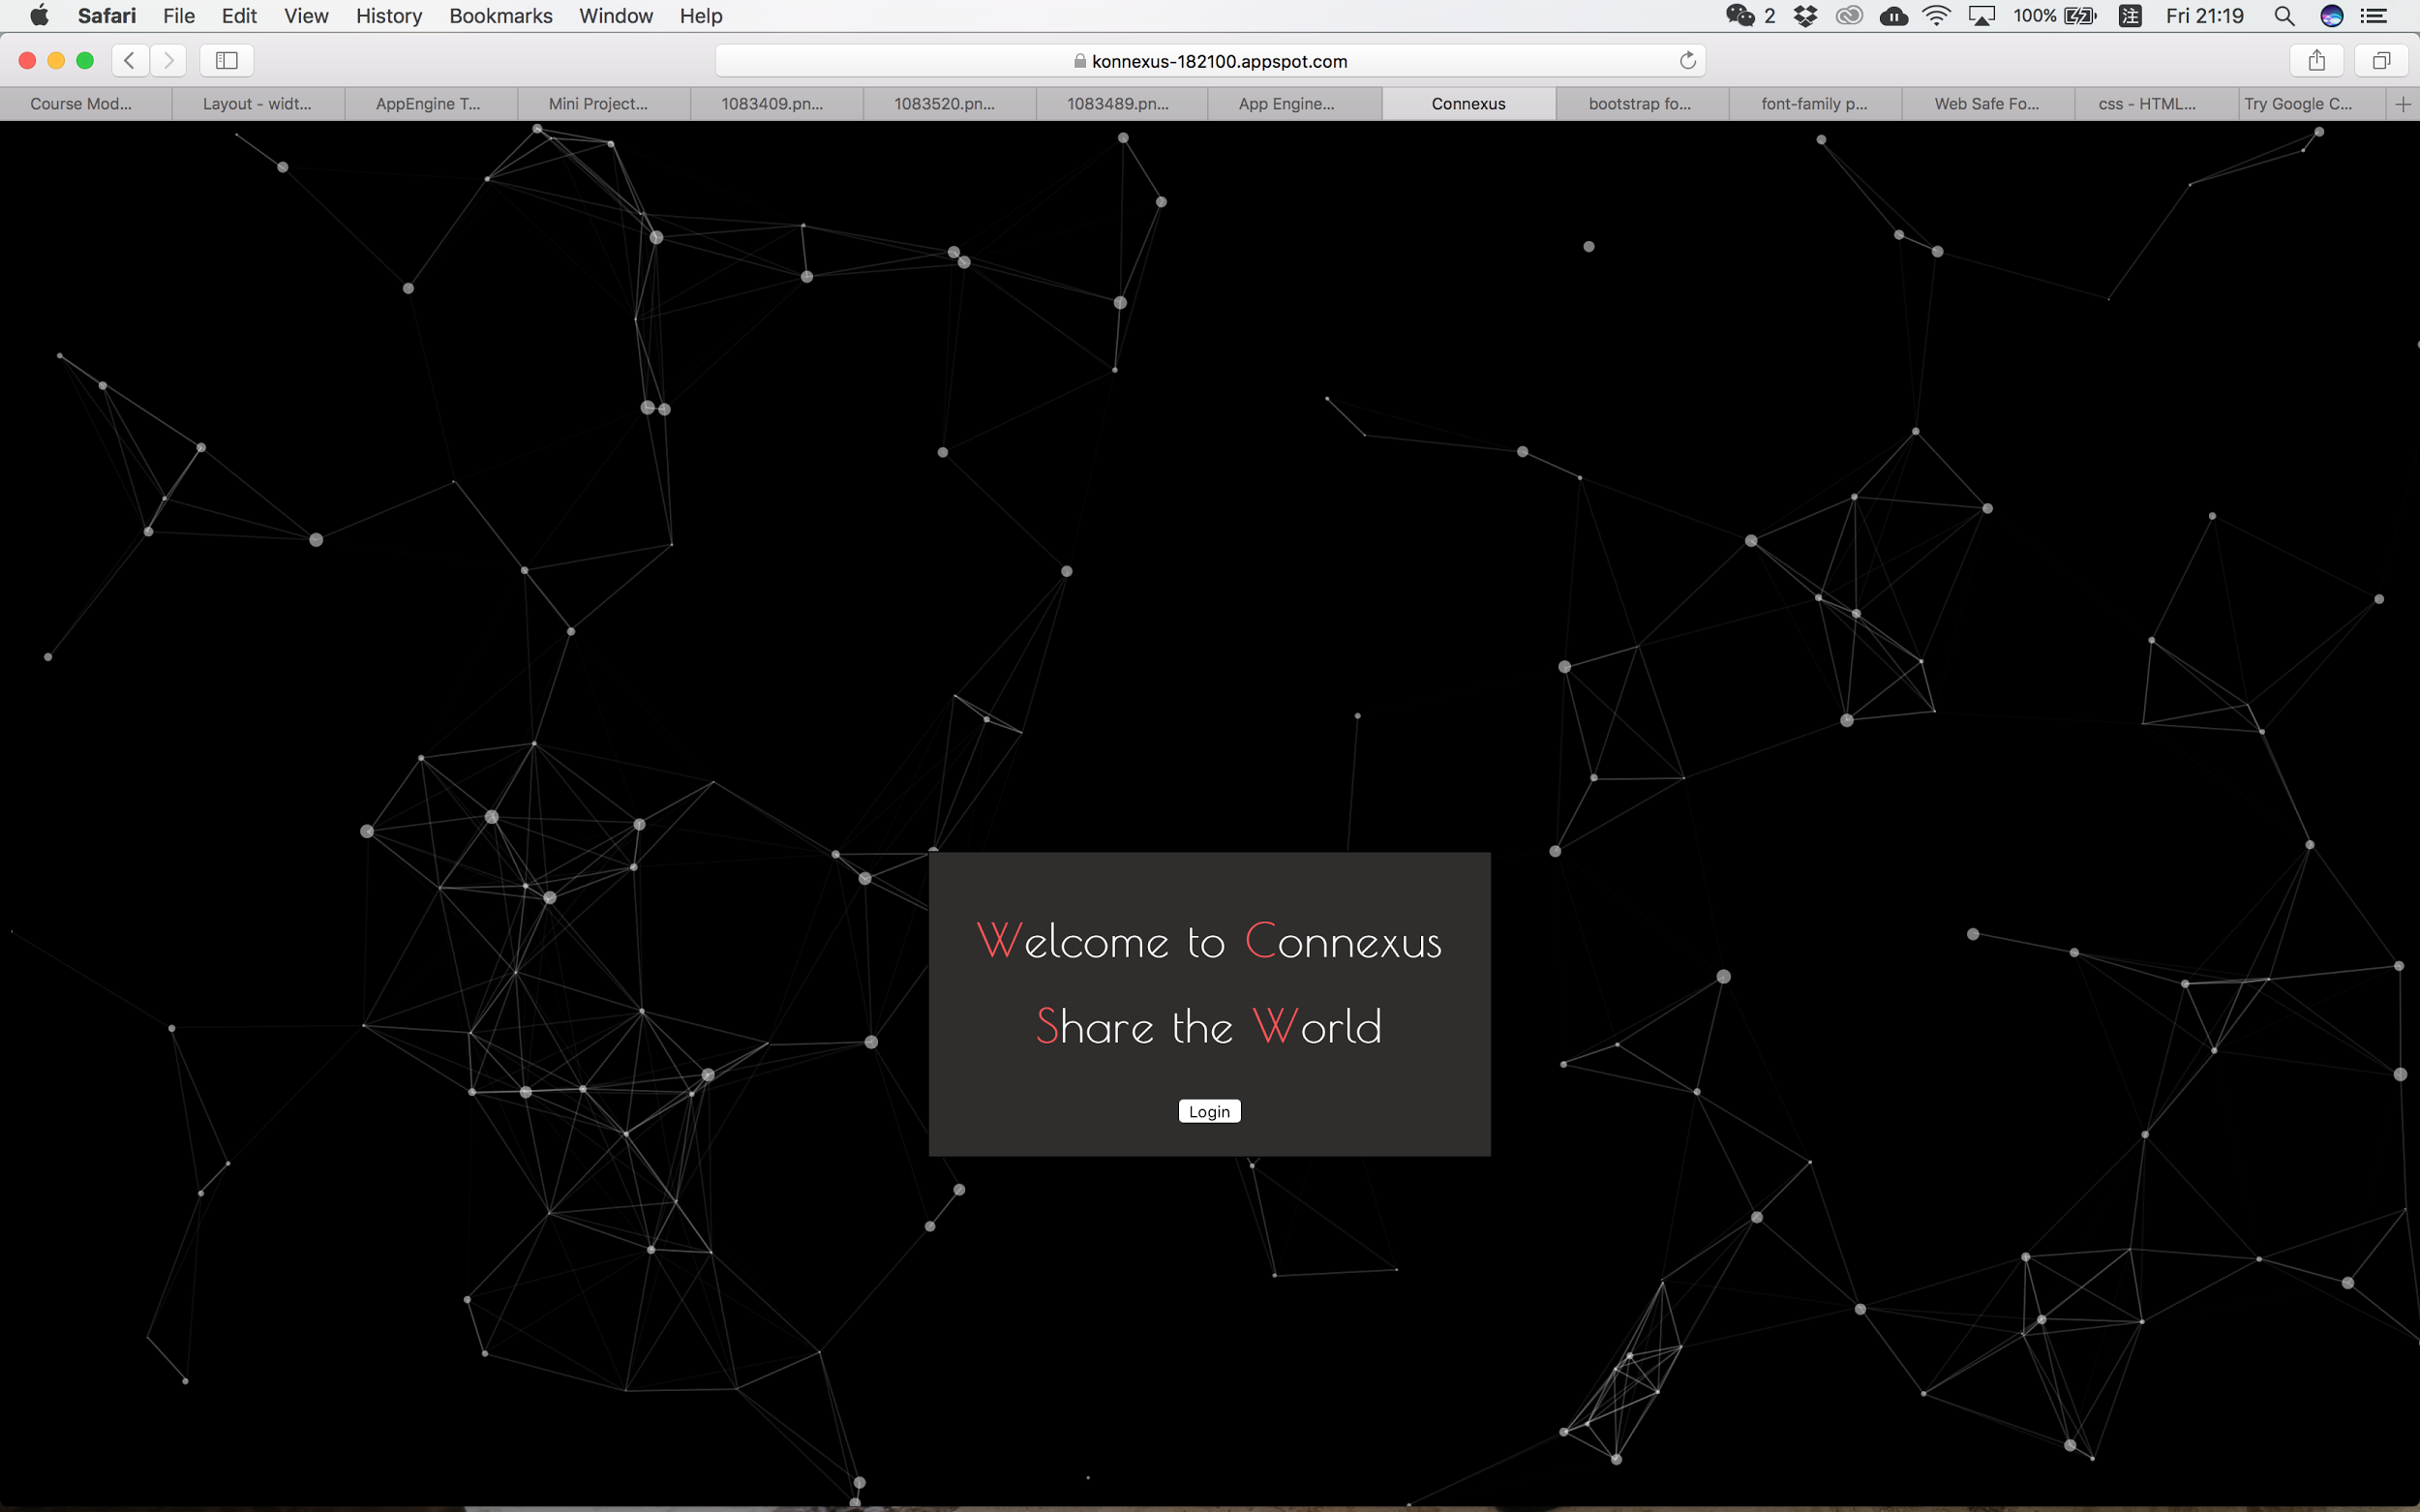 Safari File Edit View History Bookmarks Window Help 2 100% 注 Fri 21:19
konnexus-182100.appspot.com
Course Mod... Layout - widt... AppEngine T... Mini Project... 1083409.pn... 1083520.pn... 1083489.pn... App Engine... Connexus bootstrap fo... font-family p... Web Safe Fo... css - HTML... Try Google C...
Welcome to Connexus
Share the World
Login